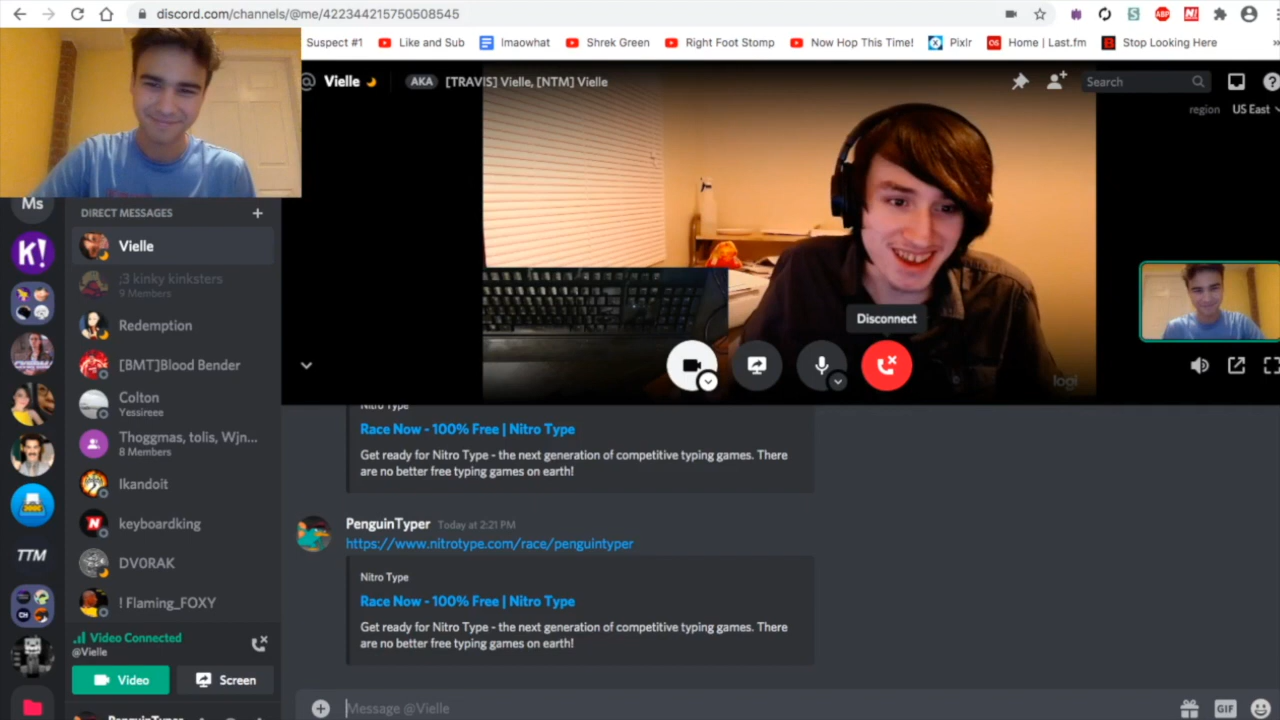 discord.com/channels/@me/422344215750508545
Suspect #1
Like and Sub
lmaowhat
Shrek Green
Right Foot Stomp
Now Hop This Time!
Pixlr
Home | Last.fm
Stop Looking Here
@ Vielle
AKA
[TRAVIS] Vielle, [NTM] Vielle
Search
region US East
Ms
DIRECT MESSAGES
Vielle
;3 kinky kinksters
9 Members
Redemption
[BMT]Blood Bender
Colton
Yessireee
Thoggmas, tolis, Wjn...
8 Members
Ikandoit
keyboardking
DV0RAK
! Flaming_FOXY
K!
TTM
CH
Video Connected
@Vielle
Video
Screen
PenguinTyper
Disconnect
logi
Nitro Type
Race Now - 100% Free | Nitro Type
Get ready for Nitro Type - the next generation of competitive typing games. There
are no better free typing games on earth!
PenguinTyper Today at 2:21 PM
https://www.nitrotype.com/race/penguintyper
Nitro Type
Race Now - 100% Free | Nitro Type
Get ready for Nitro Type - the next generation of competitive typing games. There
are no better free typing games on earth!
Message @Vielle
GIF